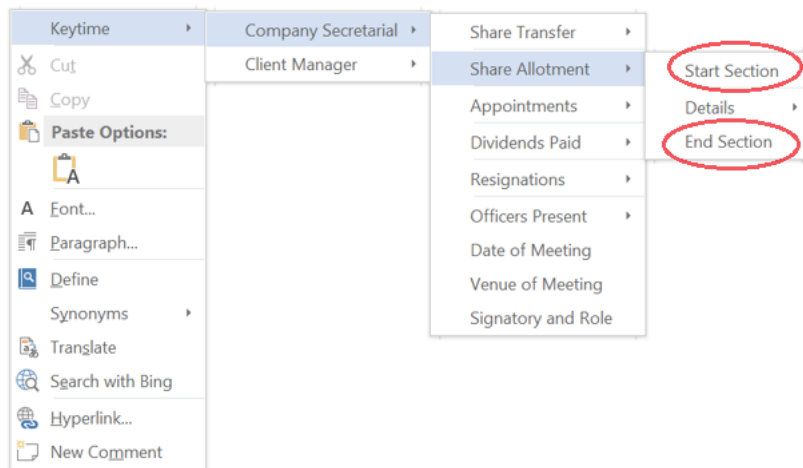 Keytime
Cut
Copy
Paste Options:
A
Font...
Paragraph...
Define
Synonyms
Translate
Search with Bing
Hyperlink...
New Comment
Company Secretarial
Client Manager
Share Transfer
Share Allotment
Appointments
Dividends Paid
Resignations
Officers Present
Date of Meeting
Venue of Meeting
Signatory and Role
Start Section
Details
End Section